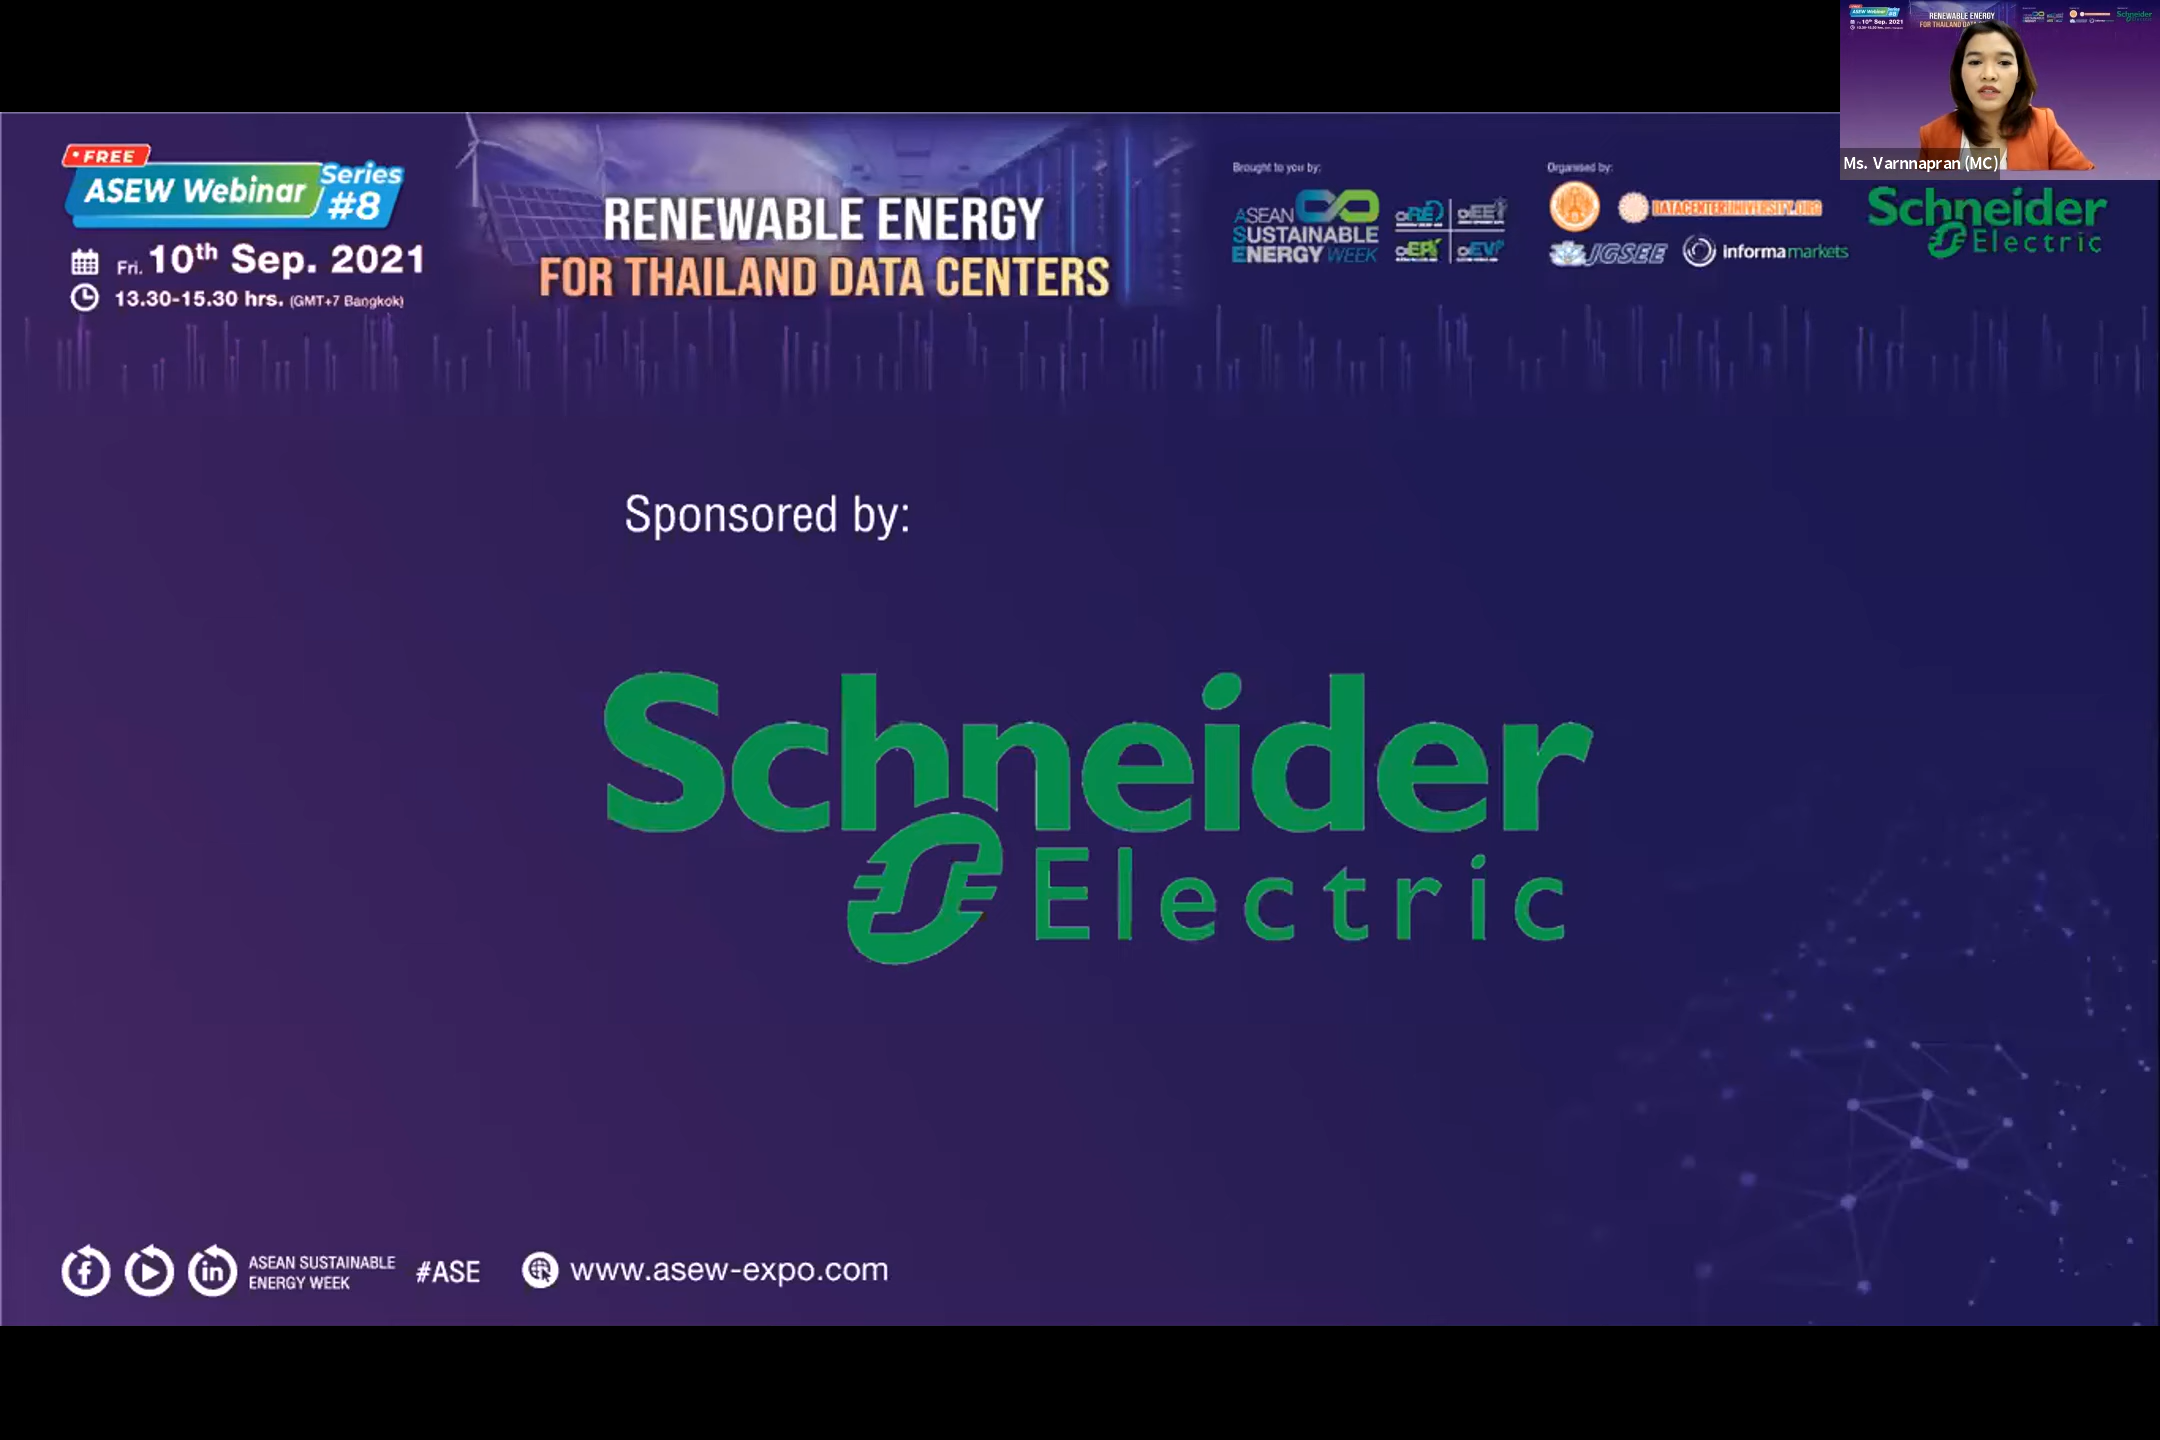 FREE
ASEW Webinar
Series
#8
Fri. 10th Sep. 2021
13.30-15.30 hrs. (GMT+7 Bangkok)
RENEWABLE ENERGY
FOR THAILAND DATA CENTERS
Brought to you by:
ASEAN
SUSTAINABLE
ENERGY WEEK
Organised by:
DATACENTERUNIVERSITY.ORG
JGSEE
informa markets
Schneider
Electric
Ms. Varnnapran (MC)
Sponsored by:
Schneider
Electric
ASEAN SUSTAINABLE
ENERGY WEEK
#ASE
www.asew-expo.com